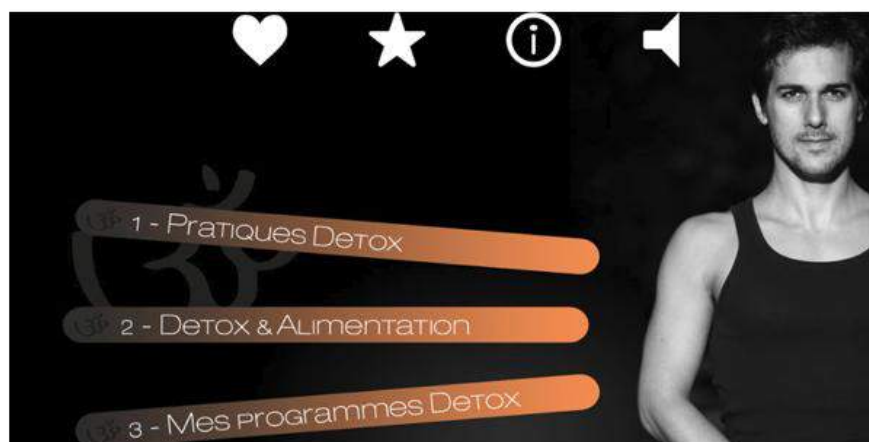 1 - Pratiques Detox
2 - Detox & Alimentation
3 - Mes programmes Detox